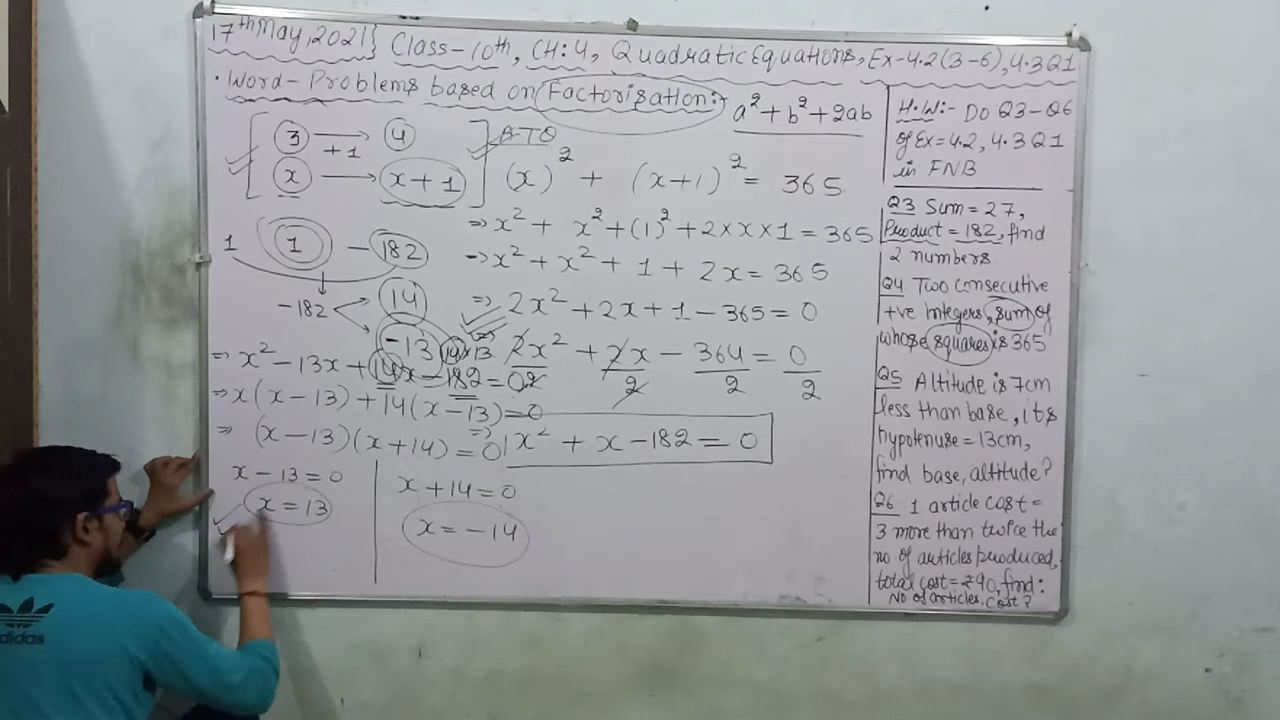 17th May, 2021} Class-10th, CH:4, Quadratic Equations, Ex-4.2(3-6), 4.3Q1
• Word-Problems based on Factorisation:-
a² + b² + 2ab
3 → 4
+1
x → x + 1
ATQ
(x)² + (x+1)² = 365
⇒ x² + x² + (1)² + 2 × x × 1 = 365
⇒ x² + x² + 1 + 2x = 365
⇒ 2x² + 2x + 1 - 365 = 0
⇒ 2x²/2 + 2x/2 - 364/2 = 0/2
⇒ x² + x - 182 = 0
1 1 - 182
-182
14
-13
14x13
⇒ x² - 13x + 14x - 182 = 0
⇒ x(x - 13) + 14(x - 13) = 0
⇒ (x - 13)(x + 14) = 0
x - 13 = 0
x = 13
x + 14 = 0
x = -14
H.W:- Do Q3-Q6
of Ex=4.2, 4.3Q1
in FNB
Q3 Sum = 27,
Product = 182, find
2 numbers.
Q4 Two consecutive
+ve integers, sum of
whose squares is 365
Q5 Altitude is 7cm
less than base, its
hypotenuse = 13cm,
find base, altitude?
Q6 1 article cost =
3 more than twice the
no of articles produced,
total cost = ₹90, find:
No of articles, cost?
adidas